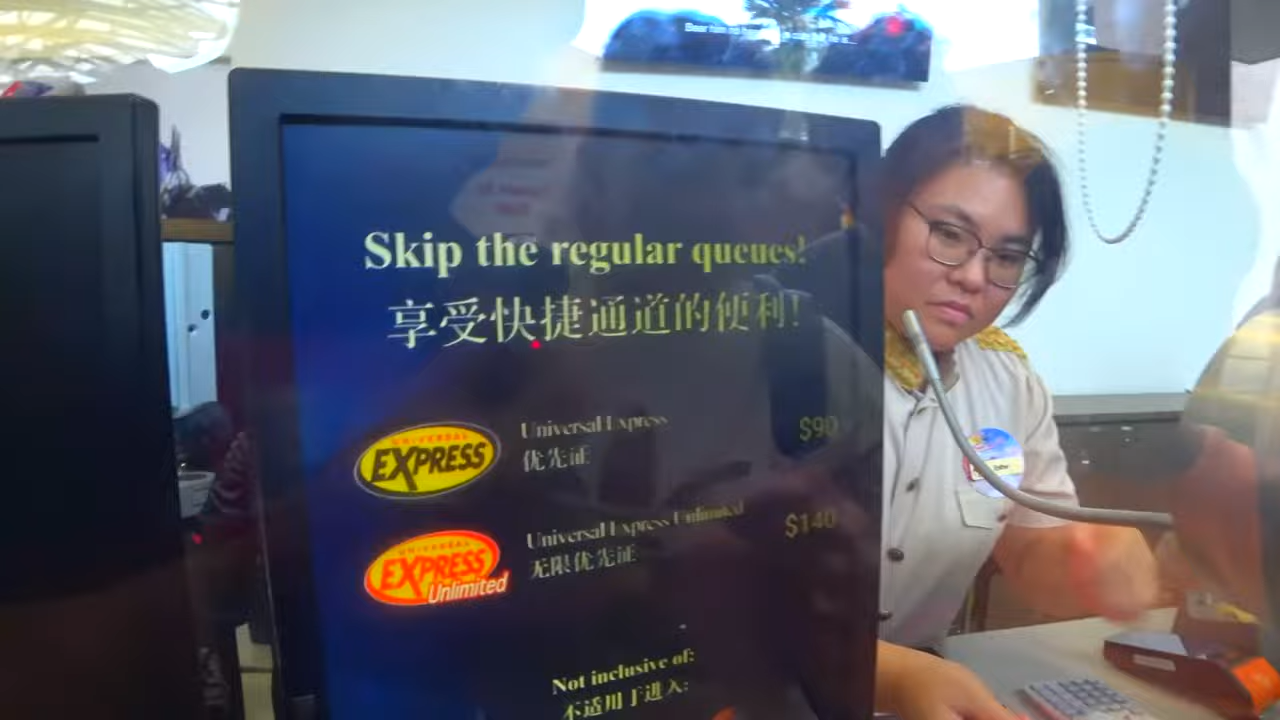 Skip the regular queues!
享受快捷通道的便利!
UNIVERSAL
EXPRESS
Universal Express
优先证
$90
UNIVERSAL
EXPRESS
Unlimited
Universal Express Unlimited
无限优先证
$140
Not inclusive of:
不适用于进入: